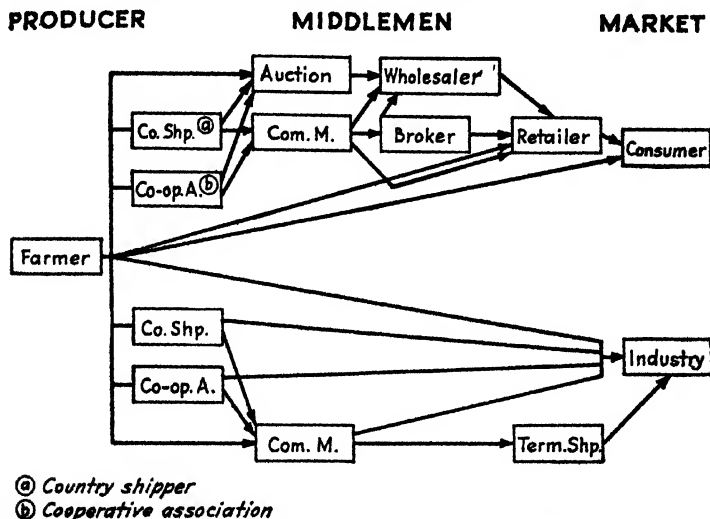 PRODUCER MIDDLEMEN MARKET
Auction Wholesaler
Co. Shp. ⓐ Com. M. Broker Retailer Consumer
Co-op. A. ⓑ
Farmer
Co. Shp. Industry
Co-op. A.
Com. M. Term. Shp.
ⓐ Country shipper
ⓑ Cooperative association